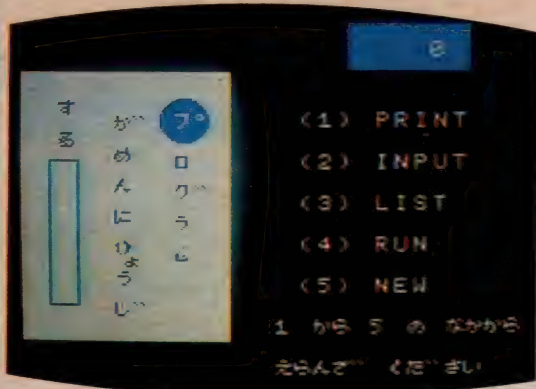 0
プログラム
がめんにひょうじ
する
(1) PRINT
(2) INPUT
(3) LIST
(4) RUN
(5) NEW
1 から 5 の なかから
えらんで ください